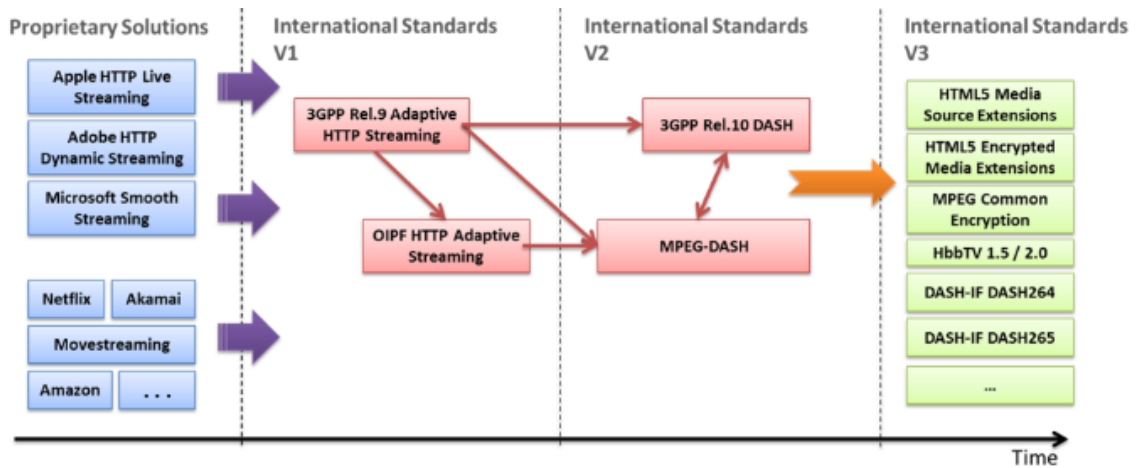 Proprietary Solutions
Apple HTTP Live
Streaming
Adobe HTTP
Dynamic Streaming
Microsoft Smooth
Streaming
Netflix
Akamai
Movestreaming
Amazon
. . .
International Standards
V1
3GPP Rel.9 Adaptive
HTTP Streaming
OIPF HTTP Adaptive
Streaming
International Standards
V2
3GPP Rel.10 DASH
MPEG-DASH
International Standards
V3
HTML5 Media
Source Extensions
HTML5 Encrypted
Media Extensions
MPEG Common
Encryption
HbbTV 1.5 / 2.0
DASH-IF DASH264
DASH-IF DASH265
...
Time